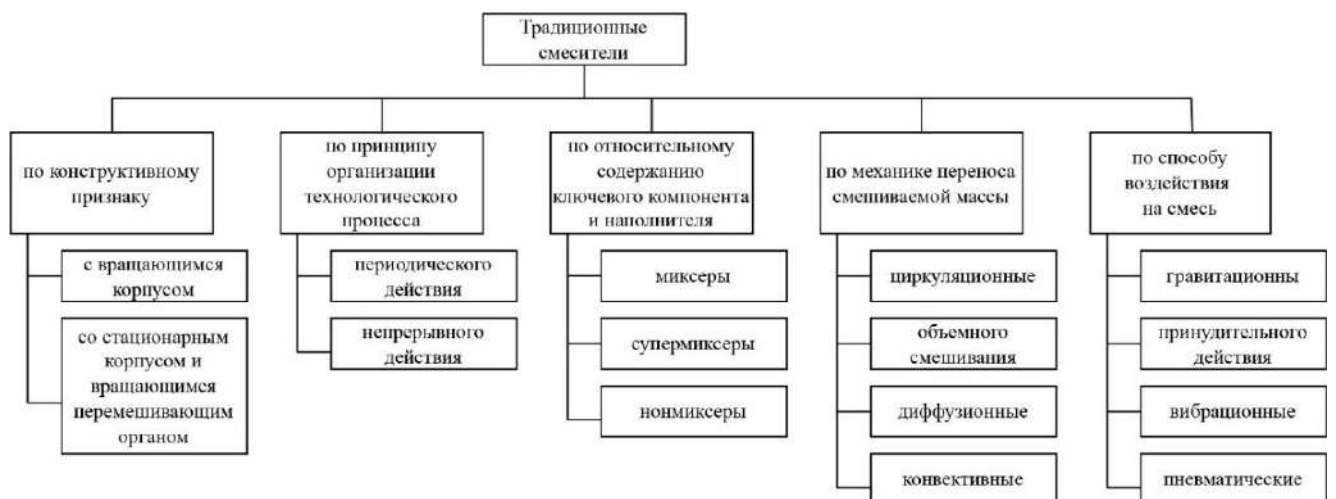 Традиционные
смесители
по конструктивному
признаку
по принципу
организации
технологического
процесса
по относительному
содержанию
ключевого компонента
и наполнителя
по механике переноса
смешиваемой массы
по способу
воздействия
на смесь
с вращающимся
корпусом
со стационарным
корпусом и
вращающимся
перемешивающим
органом
периодического
действия
непрерывного
действия
миксеры
супермиксеры
нонмиксеры
циркуляционные
объемного
смешивания
диффузионные
конвективные
гравитационны
принудительного
действия
вибрационные
пневматические